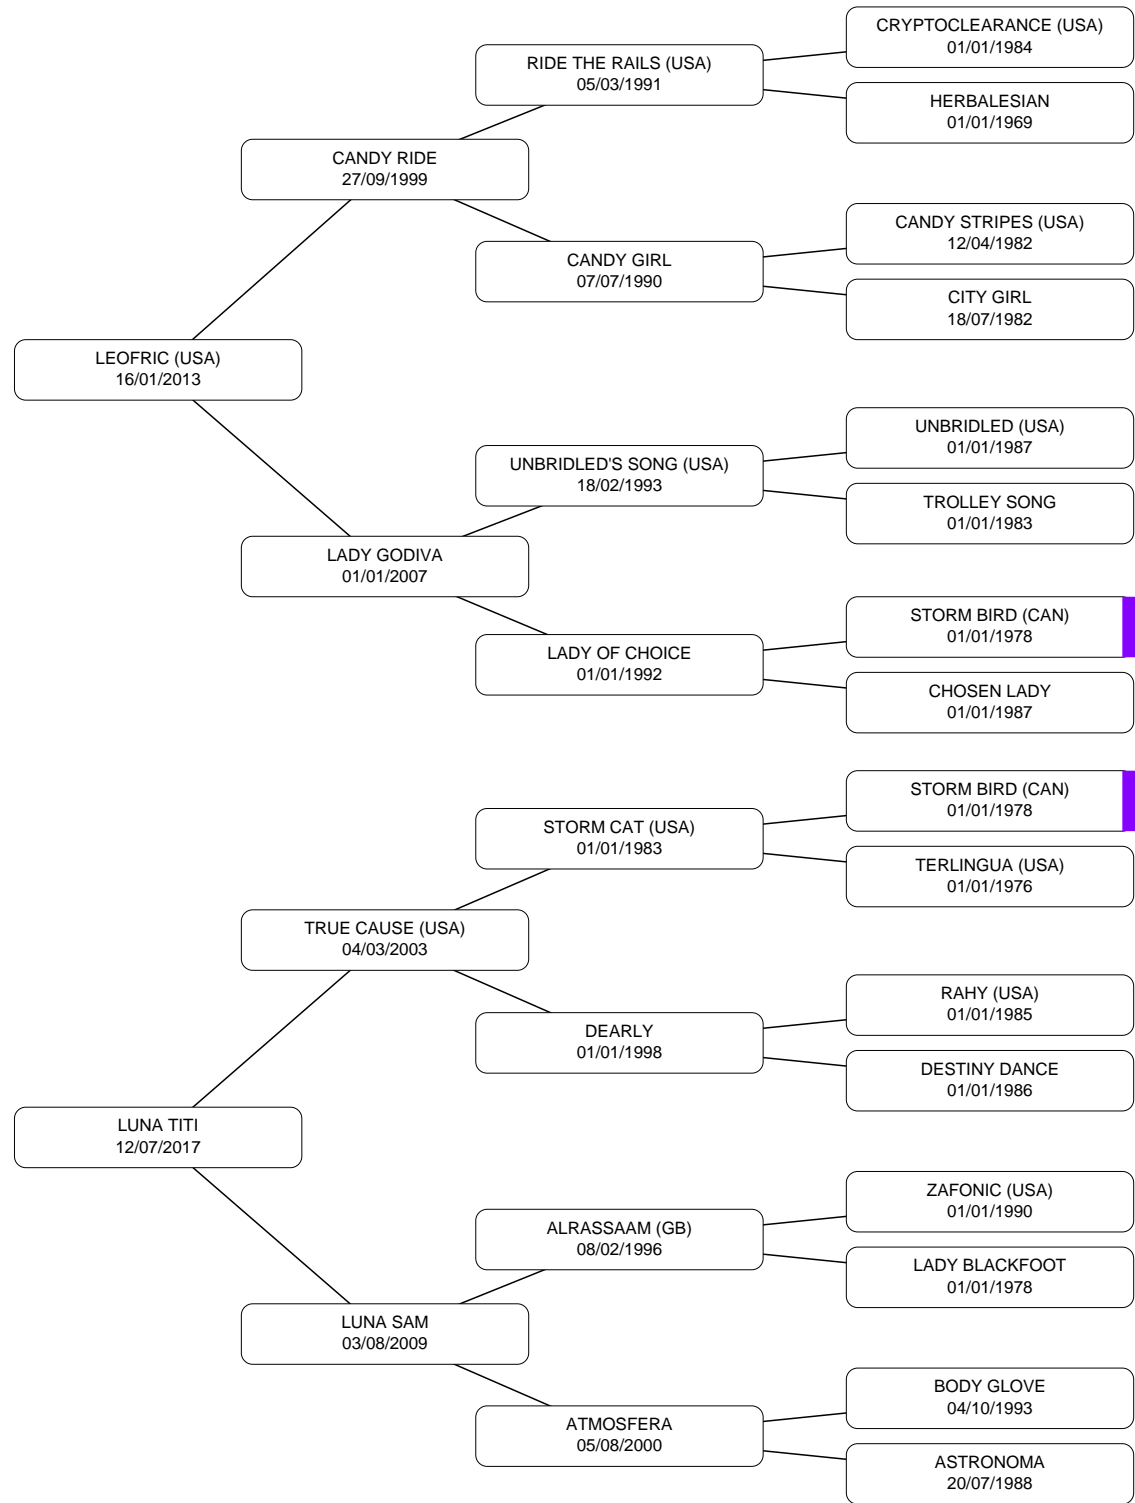 CRYPTOCLEARANCE (USA)
01/01/1984
RIDE THE RAILS (USA)
05/03/1991
HERBALESIAN
01/01/1969
CANDY RIDE
27/09/1999
CANDY STRIPES (USA)
12/04/1982
CANDY GIRL
07/07/1990
CITY GIRL
18/07/1982
LEOFRIC (USA)
16/01/2013
UNBRIDLED (USA)
01/01/1987
UNBRIDLED'S SONG (USA)
18/02/1993
TROLLEY SONG
01/01/1983
LADY GODIVA
01/01/2007
STORM BIRD (CAN)
01/01/1978
LADY OF CHOICE
01/01/1992
CHOSEN LADY
01/01/1987
STORM BIRD (CAN)
01/01/1978
STORM CAT (USA)
01/01/1983
TERLINGUA (USA)
01/01/1976
TRUE CAUSE (USA)
04/03/2003
RAHY (USA)
01/01/1985
DEARLY
01/01/1998
DESTINY DANCE
01/01/1986
LUNA TITI
12/07/2017
ZAFONIC (USA)
01/01/1990
ALRASSAAM (GB)
08/02/1996
LADY BLACKFOOT
01/01/1978
LUNA SAM
03/08/2009
BODY GLOVE
04/10/1993
ATMOSFERA
05/08/2000
ASTRONOMA
20/07/1988